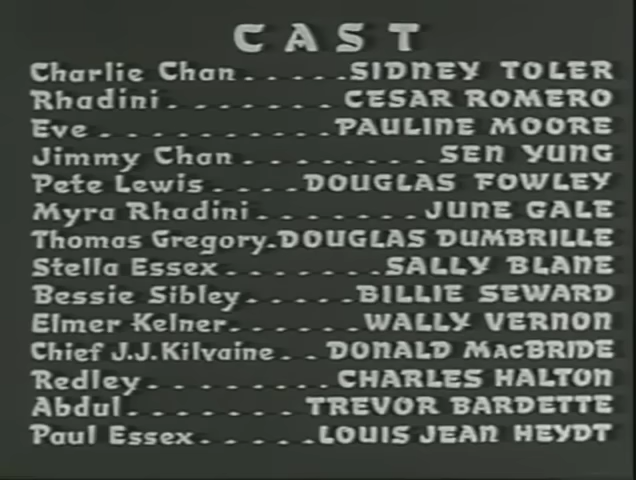 CAST
Charlie Chan.....SIDNEY TOLER
Rhadini.......CESAR ROMERO
Eve..........PAULINE MOORE
Jimmy Chan........SEN YUNG
Pete Lewis....DOUGLAS FOWLEY
Myra Rhadini.......JUNE GALE
Thomas Gregory.DOUGLAS DUMBRILLE
Stella Essex.......SALLY BLANE
Bessie Sibley.....BILLIE SEWARD
Elmer Kelner......WALLY VERNON
Chief J.J.Kilvaine..DONALD MacBRIDE
Redley........CHARLES HALTON
Abdul........TREVOR BARDETTE
Paul Essex.....LOUIS JEAN HEYDT